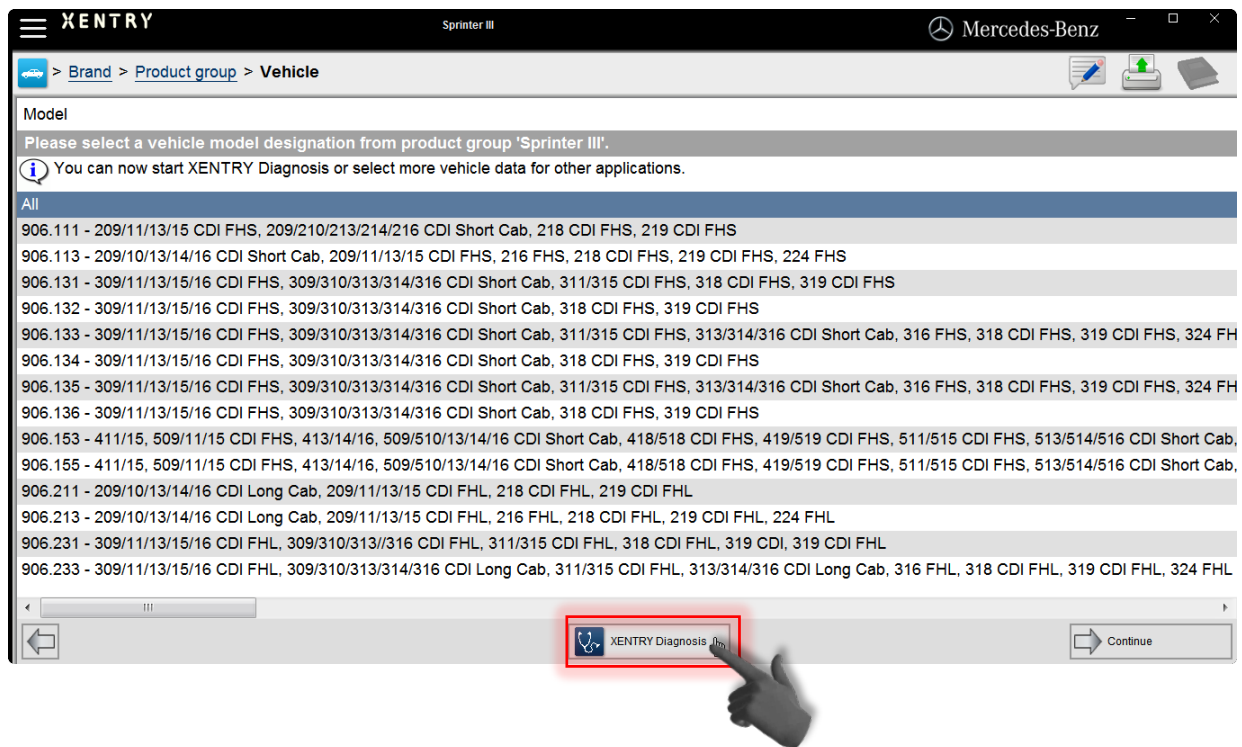 XENTRY
Sprinter III
Mercedes-Benz
> Brand > Product group > Vehicle
Model
Please select a vehicle model designation from product group 'Sprinter III'.
You can now start XENTRY Diagnosis or select more vehicle data for other applications.
All
906.111 - 209/11/13/15 CDI FHS, 209/210/213/214/216 CDI Short Cab, 218 CDI FHS, 219 CDI FHS
906.113 - 209/10/13/14/16 CDI Short Cab, 209/11/13/15 CDI FHS, 216 FHS, 218 CDI FHS, 219 CDI FHS, 224 FHS
906.131 - 309/11/13/15/16 CDI FHS, 309/310/313/314/316 CDI Short Cab, 311/315 CDI FHS, 318 CDI FHS, 319 CDI FHS
906.132 - 309/11/13/15/16 CDI FHS, 309/310/313/314/316 CDI Short Cab, 318 CDI FHS, 319 CDI FHS
906.133 - 309/11/13/15/16 CDI FHS, 309/310/313/314/316 CDI Short Cab, 311/315 CDI FHS, 313/314/316 CDI Short Cab, 316 FHS, 318 CDI FHS, 319 CDI FHS, 324 FH
906.134 - 309/11/13/15/16 CDI FHS, 309/310/313/314/316 CDI Short Cab, 318 CDI FHS, 319 CDI FHS
906.135 - 309/11/13/15/16 CDI FHS, 309/310/313/314/316 CDI Short Cab, 311/315 CDI FHS, 313/314/316 CDI Short Cab, 316 FHS, 318 CDI FHS, 319 CDI FHS, 324 FH
906.136 - 309/11/13/15/16 CDI FHS, 309/310/313/314/316 CDI Short Cab, 318 CDI FHS, 319 CDI FHS
906.153 - 411/15, 509/11/15 CDI FHS, 413/14/16, 509/510/13/14/16 CDI Short Cab, 418/518 CDI FHS, 419/519 CDI FHS, 511/515 CDI FHS, 513/514/516 CDI Short Cab,
906.155 - 411/15, 509/11/15 CDI FHS, 413/14/16, 509/510/13/14/16 CDI Short Cab, 418/518 CDI FHS, 419/519 CDI FHS, 511/515 CDI FHS, 513/514/516 CDI Short Cab,
906.211 - 209/10/13/14/16 CDI Long Cab, 209/11/13/15 CDI FHL, 218 CDI FHL, 219 CDI FHL
906.213 - 209/10/13/14/16 CDI Long Cab, 209/11/13/15 CDI FHL, 216 FHL, 218 CDI FHL, 219 CDI FHL, 224 FHL
906.231 - 309/11/13/15/16 CDI FHL, 309/310/313//316 CDI FHL, 311/315 CDI FHL, 318 CDI FHL, 319 CDI, 319 CDI FHL
906.233 - 309/11/13/15/16 CDI FHL, 309/310/313/314/316 CDI Long Cab, 311/315 CDI FHL, 313/314/316 CDI Long Cab, 316 FHL, 318 CDI FHL, 319 CDI FHL, 324 FHL
XENTRY Diagnosis
Continue